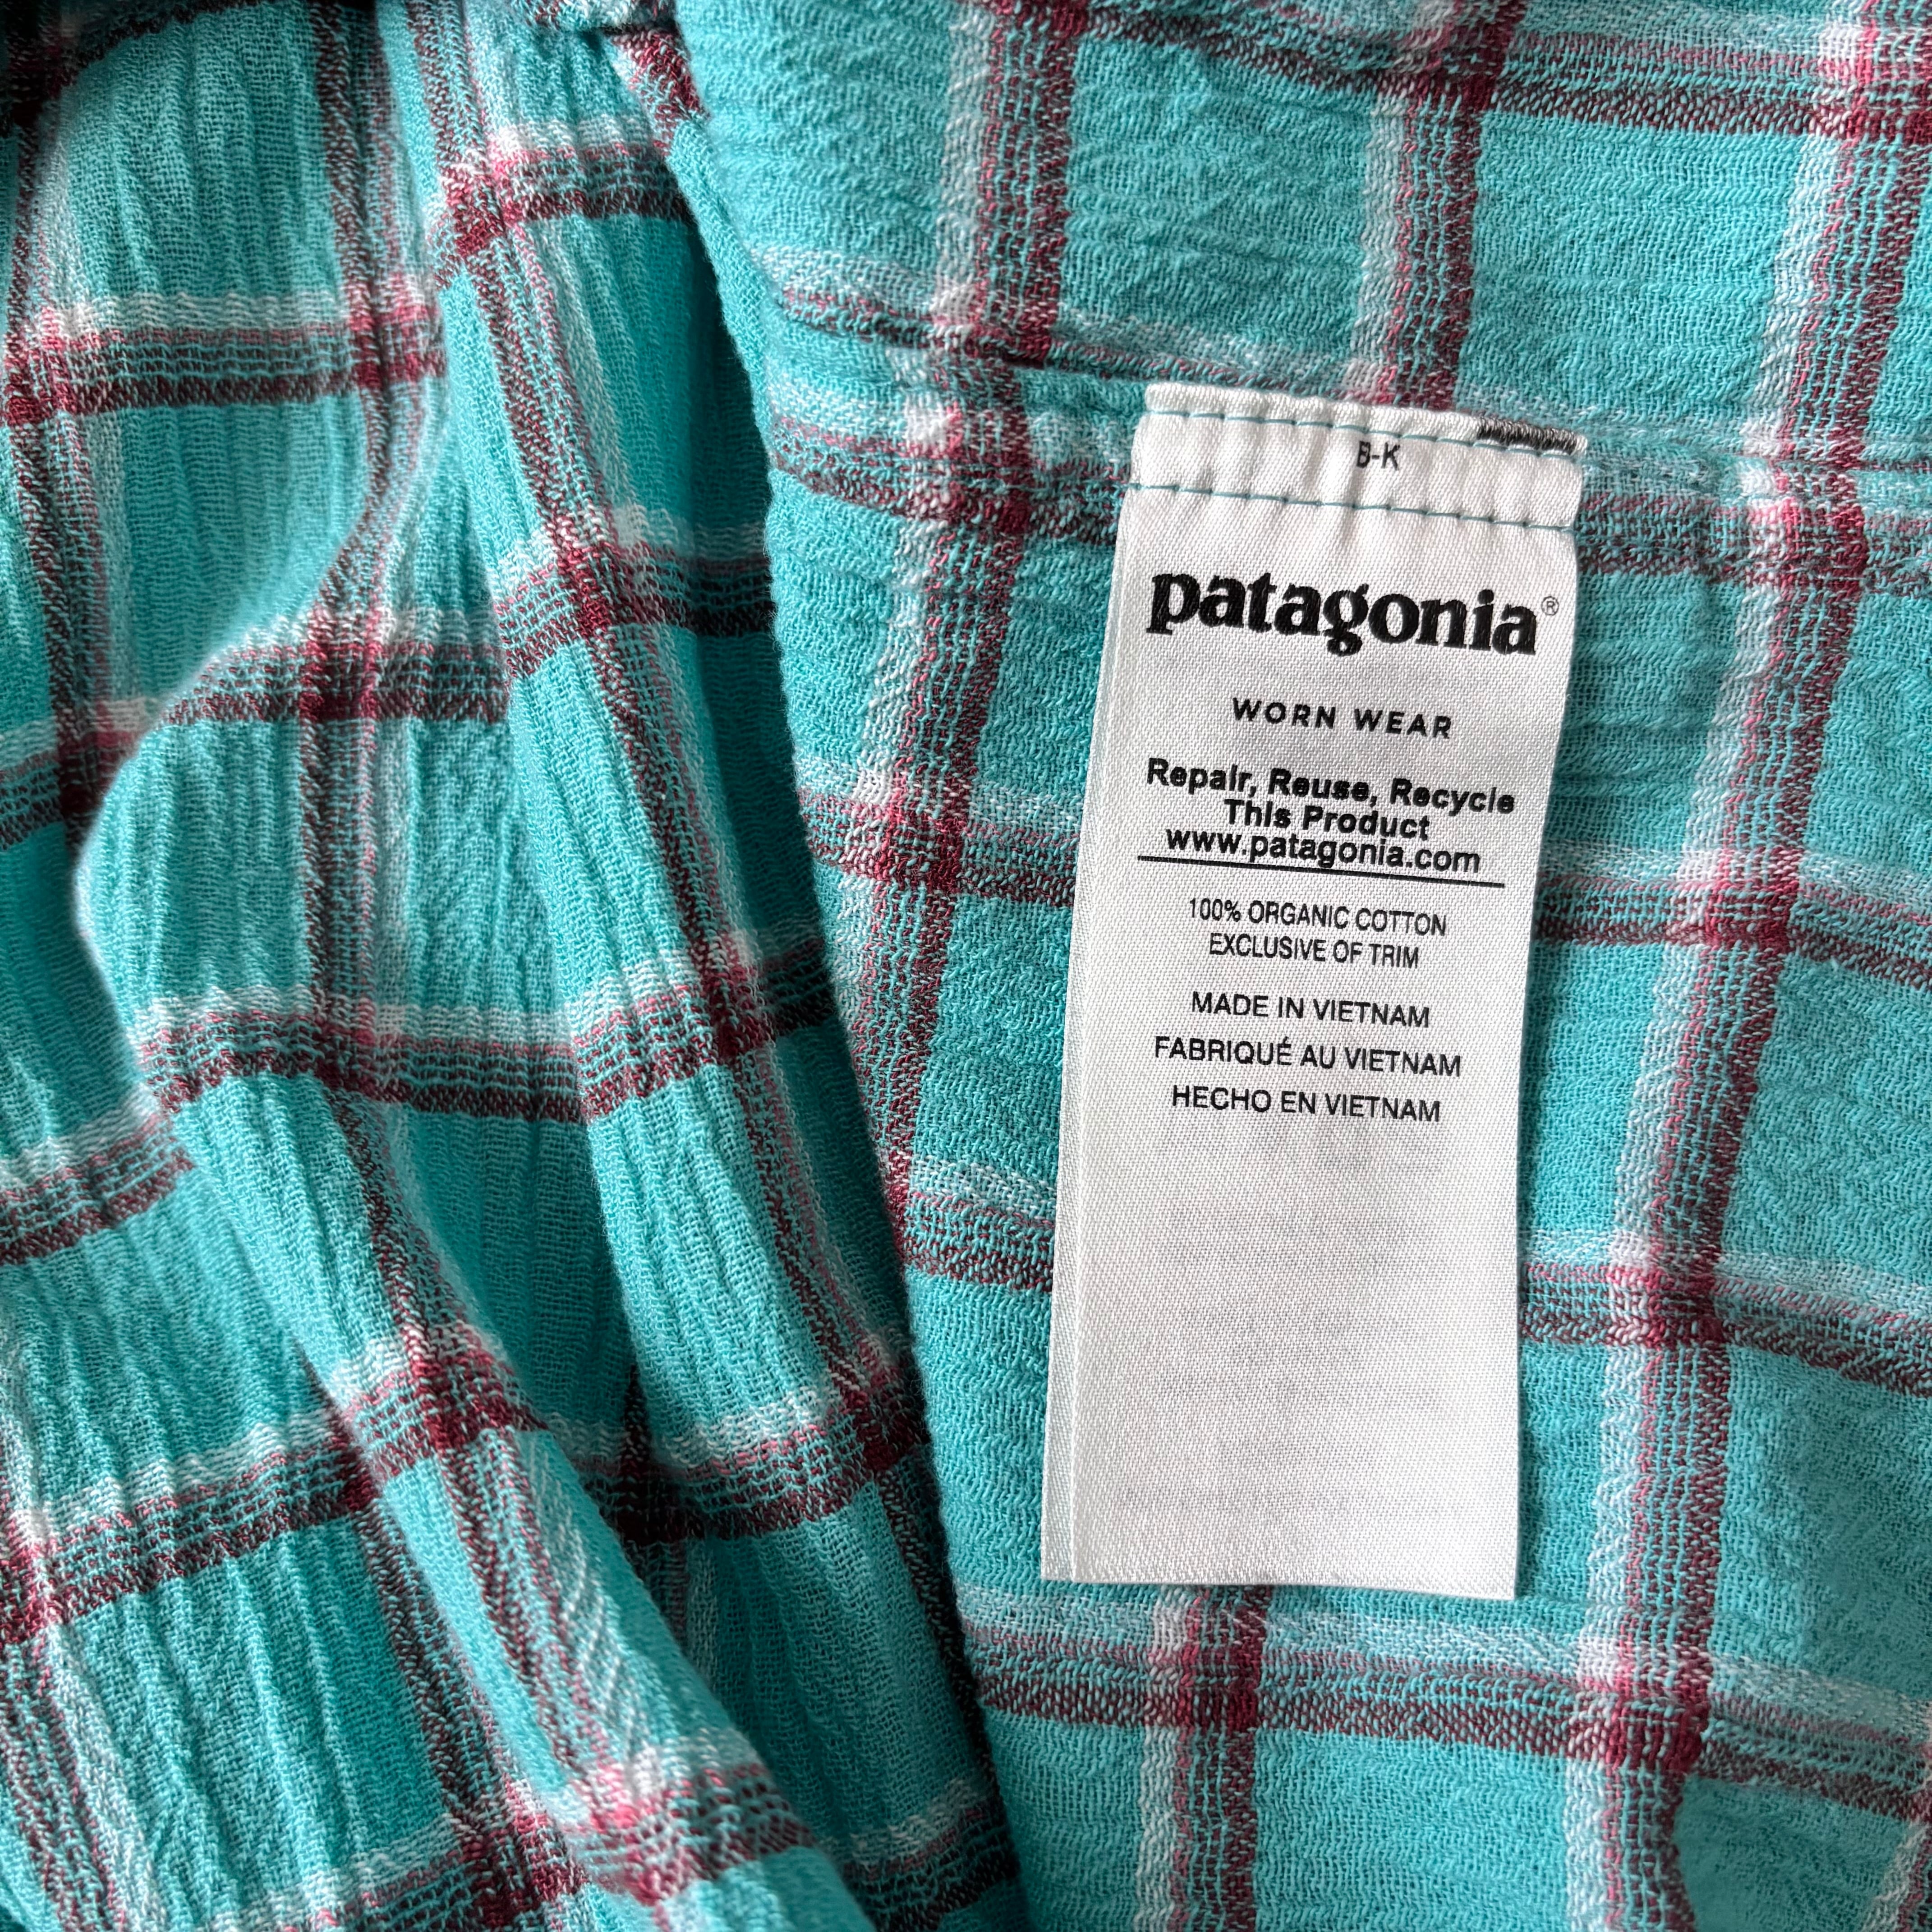 B-K
patagonia®
WORN WEAR
Repair, Reuse, Recycle
This Product
www.patagonia.com
100% ORGANIC COTTON
EXCLUSIVE OF TRIM
MADE IN VIETNAM
FABRIQUÉ AU VIETNAM
HECHO EN VIETNAM